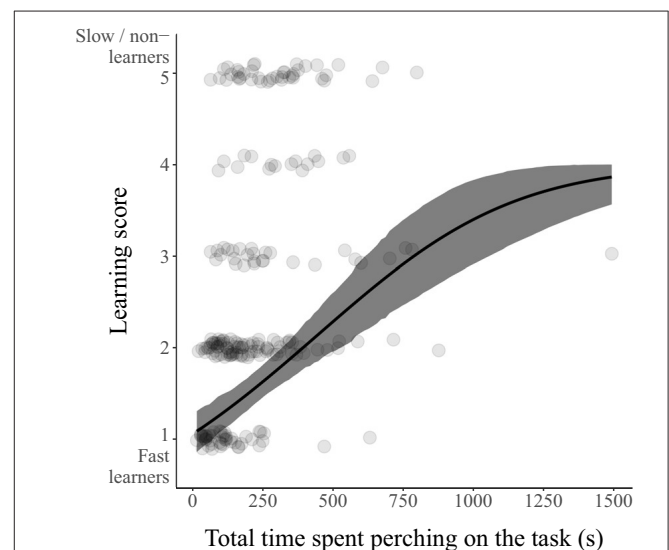 Slow / non−
learners
5
4
3
2
1
Fast
learners
Learning score
0 250 500 750 1000 1250 1500
Total time spent perching on the task (s)